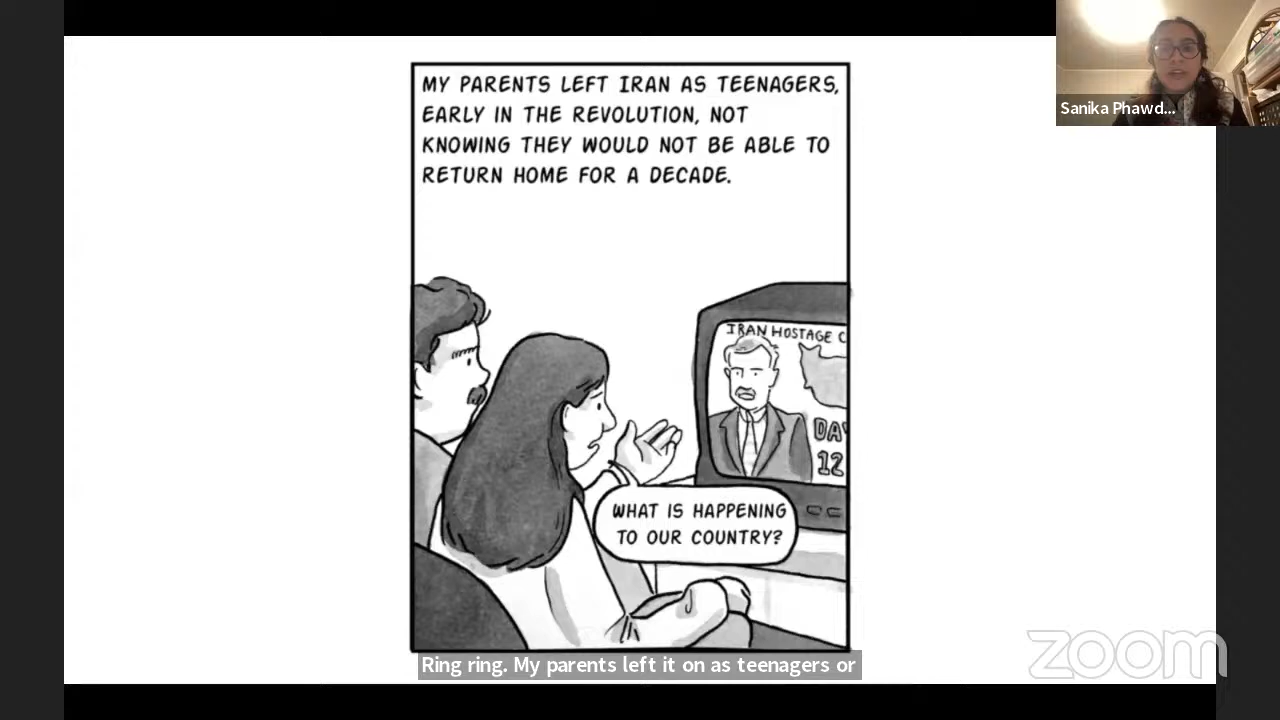 MY PARENTS LEFT IRAN AS TEENAGERS,
EARLY IN THE REVOLUTION, NOT
KNOWING THEY WOULD NOT BE ABLE TO
RETURN HOME FOR A DECADE.
Sanika Phawd...
IRAN HOSTAGE C
DAY
12
WHAT IS HAPPENING
TO OUR COUNTRY?
Ring ring. My parents left it on as teenagers or
zoom